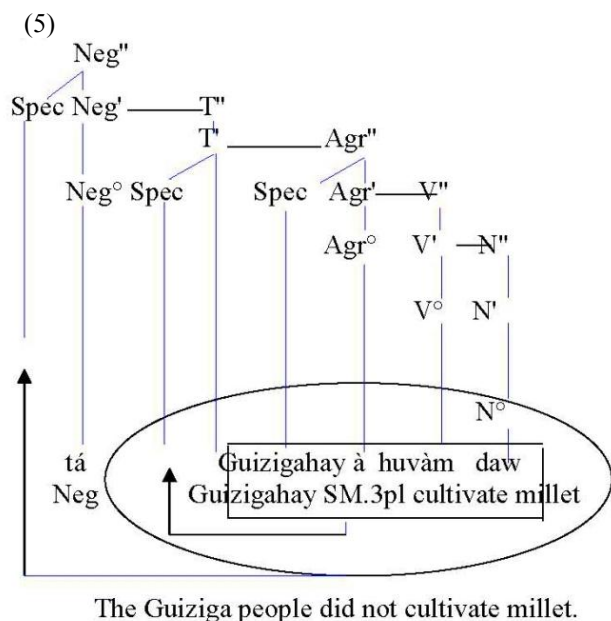 (5)
Neg"
Spec Neg' T"
T' Agr"
Neg° Spec Spec Agr' V"
Agr° V' N"
V° N'
N°
tá Guizigahay à huvàm daw
Neg Guizigahay SM.3pl cultivate millet
The Guiziga people did not cultivate millet.